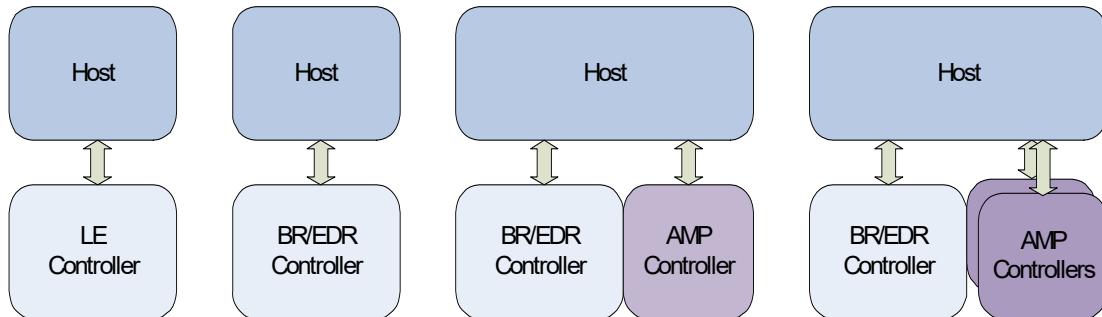 Host
Host
Host
Host
LE
Controller
BR/EDR
Controller
BR/EDR
Controller
AMP
Controller
BR/EDR
Controller
AMP
Controllers